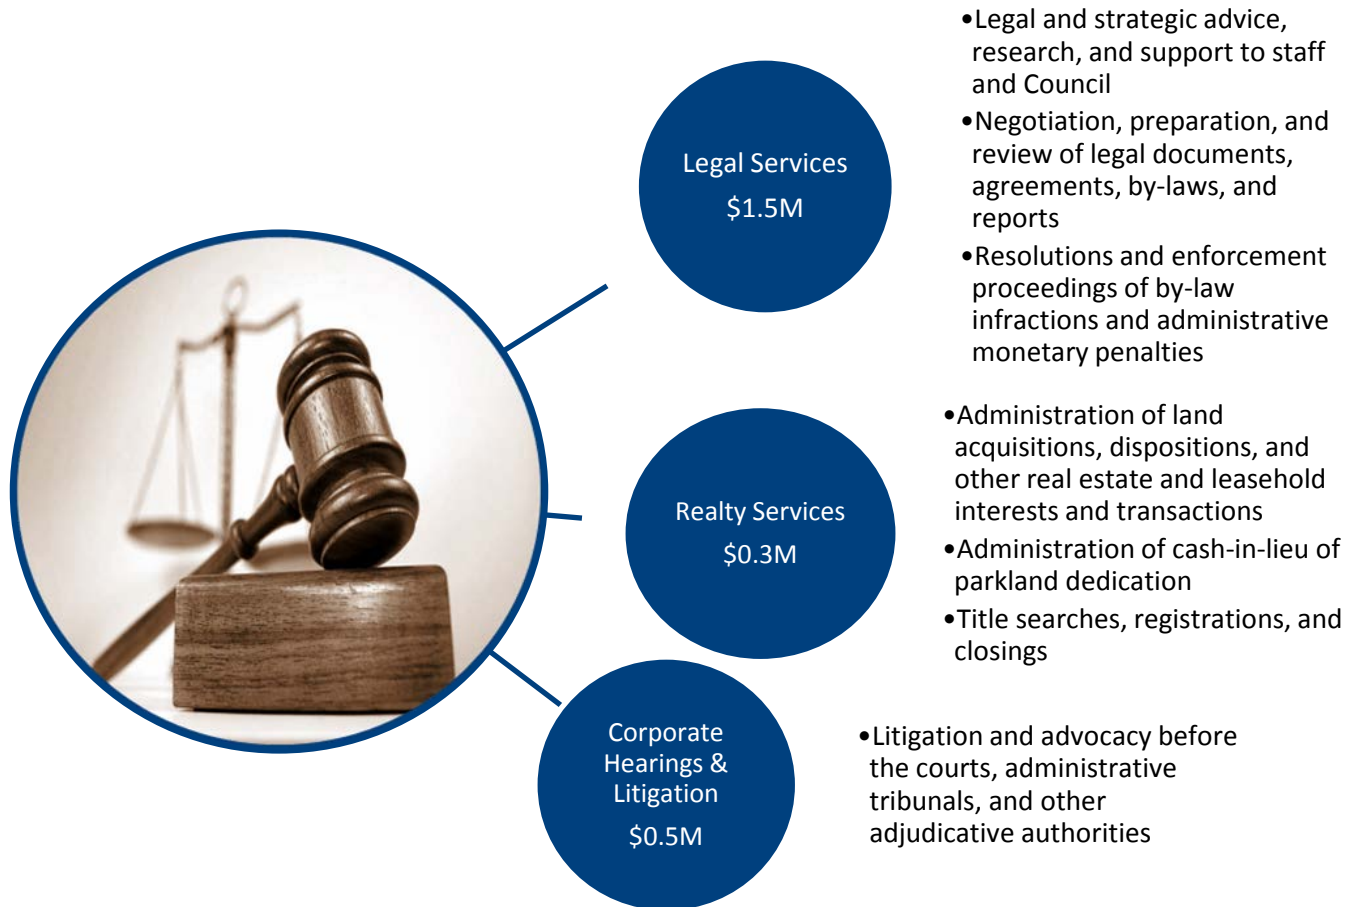 Legal Services
$1.5M
•Legal and strategic advice,
research, and support to staff
and Council
•Negotiation, preparation, and
review of legal documents,
agreements, by-laws, and
reports
•Resolutions and enforcement
proceedings of by-law
infractions and administrative
monetary penalties
Realty Services
$0.3M
•Administration of land
acquisitions, dispositions, and
other real estate and leasehold
interests and transactions
•Administration of cash-in-lieu of
parkland dedication
•Title searches, registrations, and
closings
Corporate
Hearings &
Litigation
$0.5M
•Litigation and advocacy before
the courts, administrative
tribunals, and other
adjudicative authorities